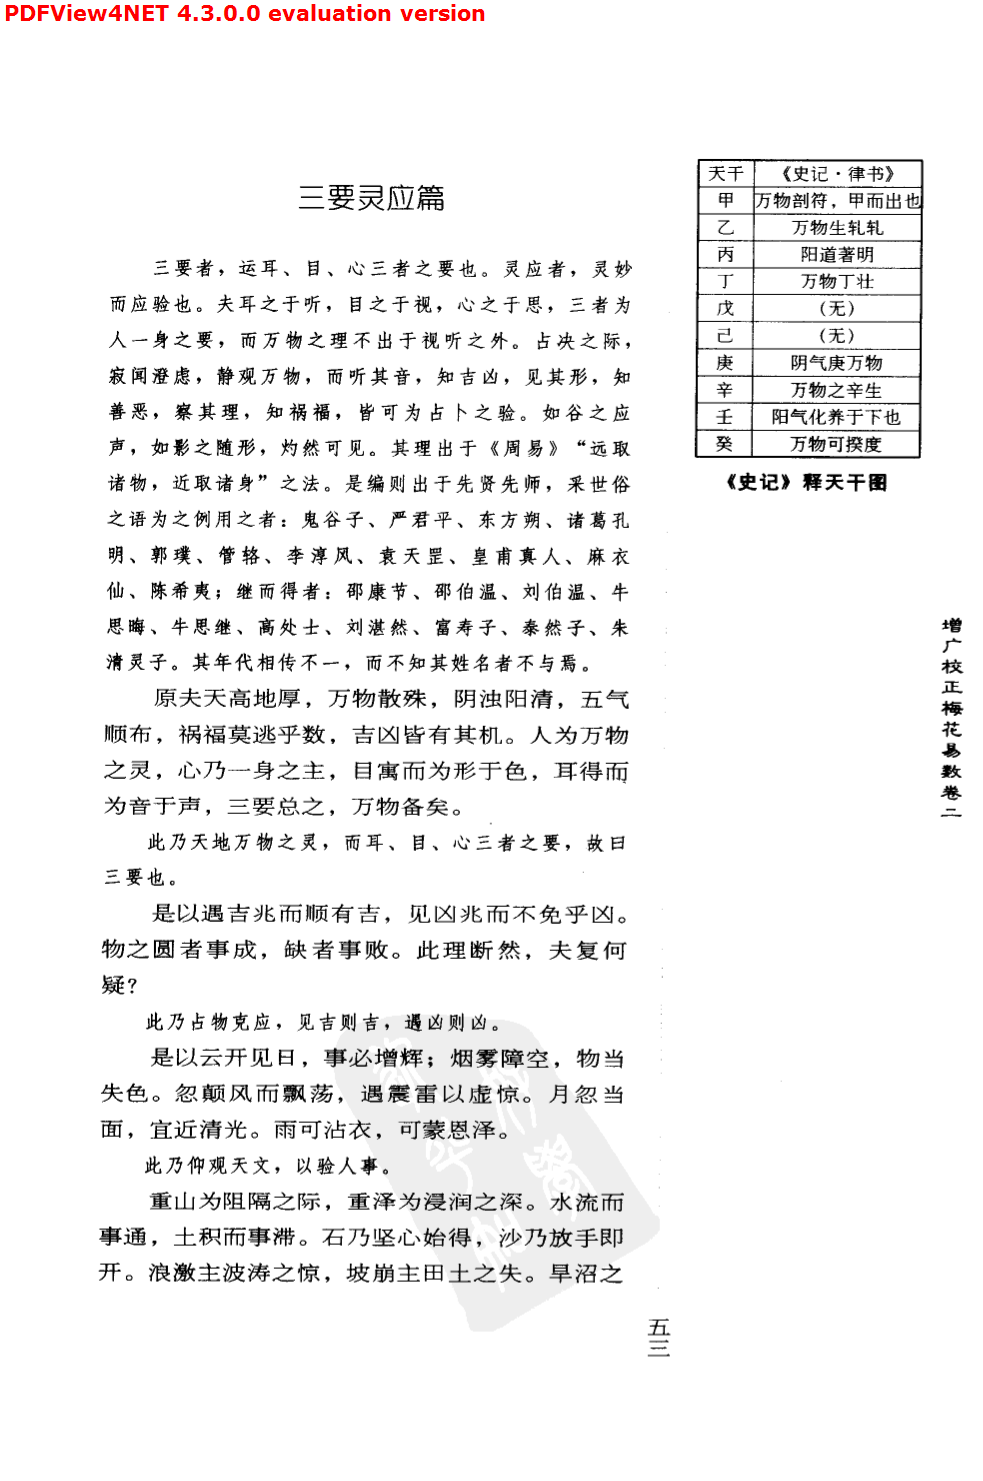 PDFView4NET 4.3.0.0 evaluation version
三要灵应篇
三要者，运耳、目、心三者之要也。灵应者，灵妙
而应验也。夫耳之于听，目之于视，心之于思，三者为
人一身之要，而万物之理不出于视听之外。占决之际，
寂闻澄虑，静观万物，而听其音，知吉凶，见其形，知
善恶，察其理，知祸福，皆可为占卜之验。如谷之应
声，如影之随形，灼然可见。其理出于《周易》“远取
诸物，近取诸身”之法。是编则出于先贤先师，采世俗
之语为之例用之者：鬼谷子、严君平、东方朔、诸葛孔
明、郭璞、管辂、李淳风、袁天罡、皇甫真人、麻衣
仙、陈希夷；继而得者：邵康节、邵伯温、刘伯温、牛
思晦、牛思继、高处士、刘湛然、富寿子、泰然子、朱
清灵子。其年代相传不一，而不知其姓名者不与焉。
原夫天高地厚，万物散殊，阴浊阳清，五气
顺布，祸福莫逃乎数，吉凶皆有其机。人为万物
之灵，心乃一身之主，目寓而为形于色，耳得而
为音于声，三要总之，万物备矣。
此乃天地万物之灵，而耳、目、心三者之要，故曰
三要也。
是以遇吉兆而顺有吉，见凶兆而不免乎凶。
物之圆者事成，缺者事败。此理断然，夫复何
疑？
此乃占物克应，见吉则吉，遇凶则凶。
是以云开见日，事必增辉；烟雾障空，物当
失色。忽颠风而飘荡，遇震雷以虚惊。月忽当
面，宜近清光。雨可沾衣，可蒙恩泽。
此乃仰观天文，以验人事。
重山为阻隔之际，重泽为浸润之深。水流而
事通，土积而事滞。石乃坚心始得，沙乃放手即
开。浪激主波涛之惊，坡崩主田土之失。旱沼之
天干 《史记·律书》
甲 万物剖符，甲而出也
乙 万物生轧轧
丙 阳道著明
丁 万物丁壮
戊 （无）
己 （无）
庚 阴气庚万物
辛 万物之辛生
壬 阳气化养于下也
癸 万物可揆度
《史记》释天干图
增广校正梅花易数卷二
五三